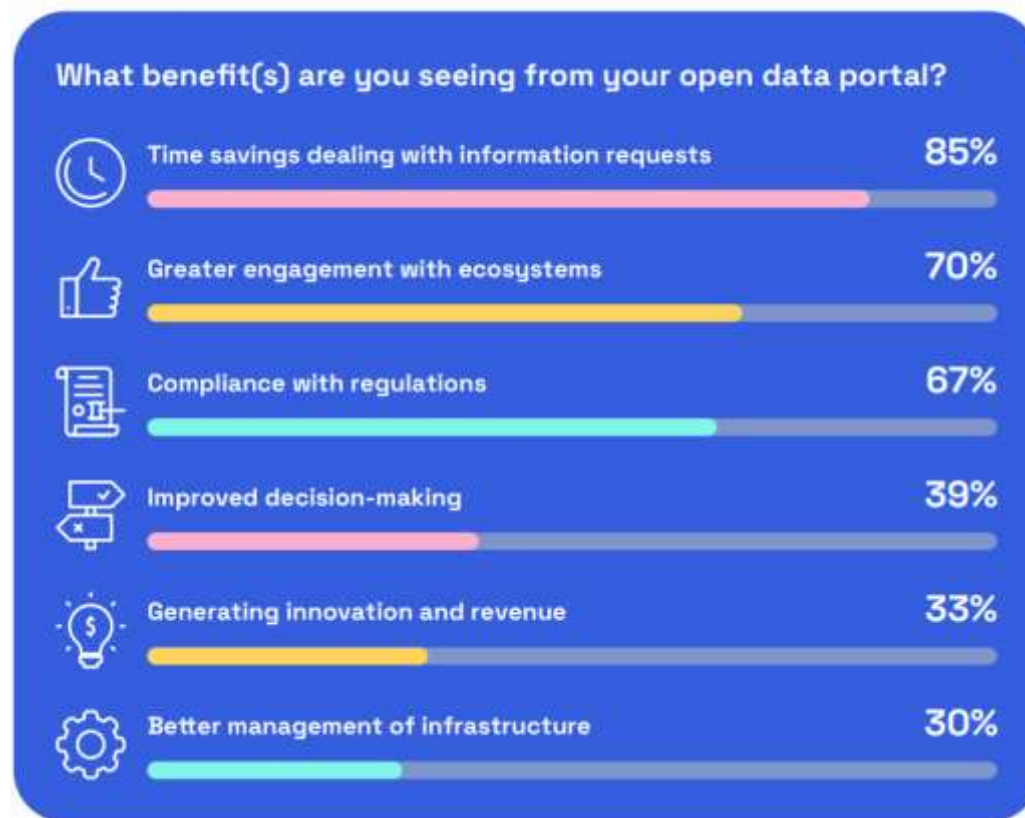 What benefit(s) are you seeing from your open data portal?
Time savings dealing with information requests 85%
Greater engagement with ecosystems 70%
Compliance with regulations 67%
Improved decision-making 39%
Generating innovation and revenue 33%
$
Better management of infrastructure 30%